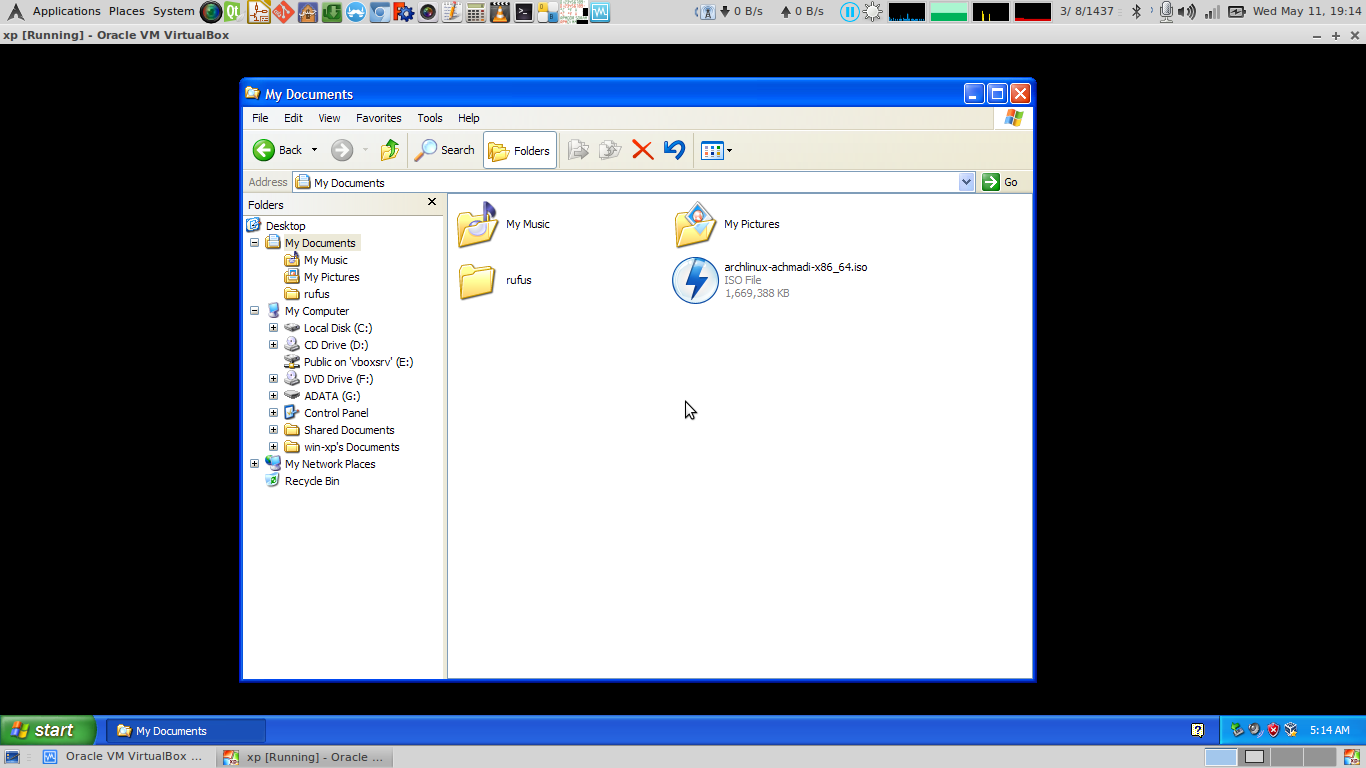 Applications Places System 0 B/s 0 B/s 3/ 8/1437 Wed May 11, 19:14
xp [Running] - Oracle VM VirtualBox
My Documents
File Edit View Favorites Tools Help
Back Search Folders
Address My Documents Go
Folders
Desktop
My Documents
My Music
My Pictures
rufus
My Computer
Local Disk (C:)
CD Drive (D:)
Public on 'vboxsrv' (E:)
DVD Drive (F:)
ADATA (G:)
Control Panel
Shared Documents
win-xp's Documents
My Network Places
Recycle Bin
My Music
My Pictures
rufus
archlinux-achmadi-x86_64.iso
ISO File
1,669,388 KB
start My Documents 5:14 AM
Oracle VM VirtualBox ... xp [Running] - Oracle ...